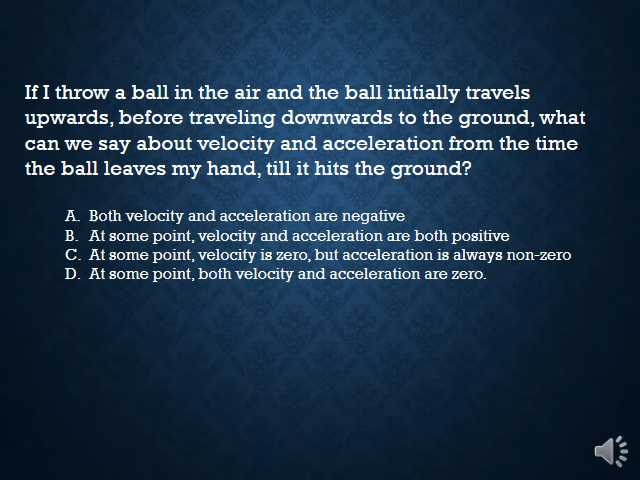 If I throw a ball in the air and the ball initially travels
upwards, before traveling downwards to the ground, what
can we say about velocity and acceleration from the time
the ball leaves my hand, till it hits the ground?
A. Both velocity and acceleration are negative
B. At some point, velocity and acceleration are both positive
C. At some point, velocity is zero, but acceleration is always non-zero
D. At some point, both velocity and acceleration are zero.